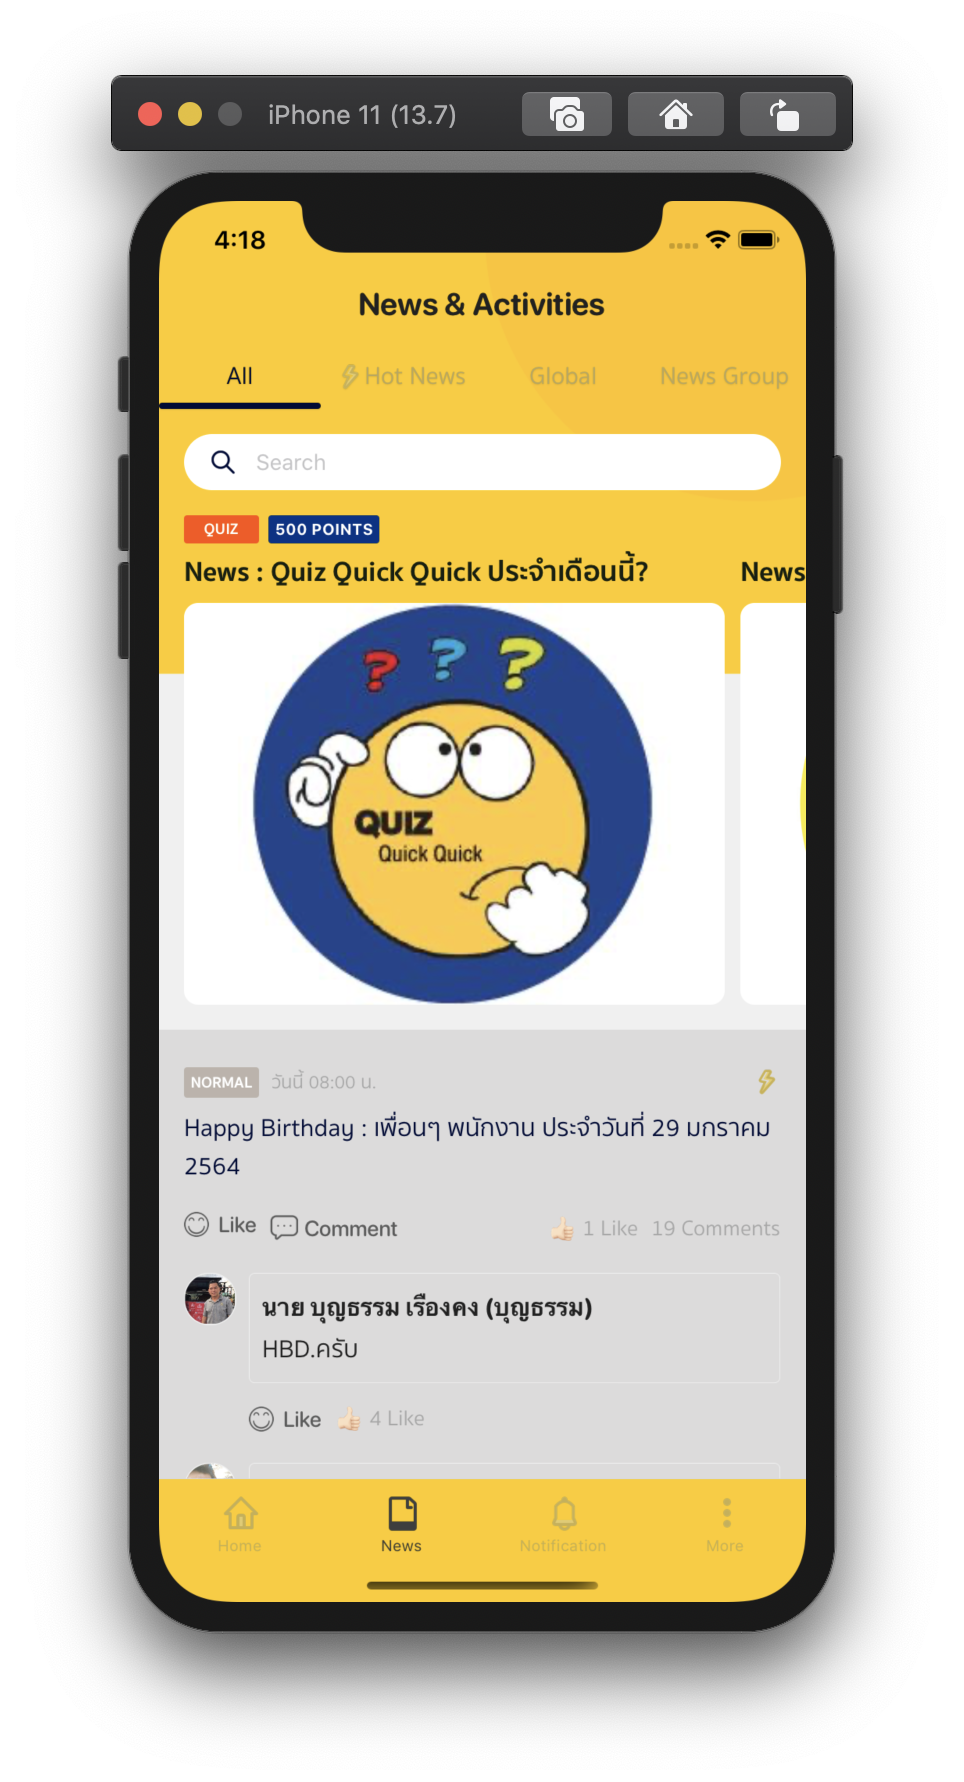 iPhone 11 (13.7)
4:18
News & Activities
All Hot News Global News Group
Search
QUIZ 500 POINTS
News : Quiz Quick Quick ประจำเดือนนี้? News
? ? ?
QUIZ
Quick Quick
NORMAL วันนี้ 08:00 น.
Happy Birthday : เพื่อนๆ พนักงาน ประจำวันที่ 29 มกราคม
2564
Like Comment 1 Like 19 Comments
นาย บุญธรรม เรืองคง (บุญธรรม)
HBD.ครับ
Like 4 Like
Home News Notification More